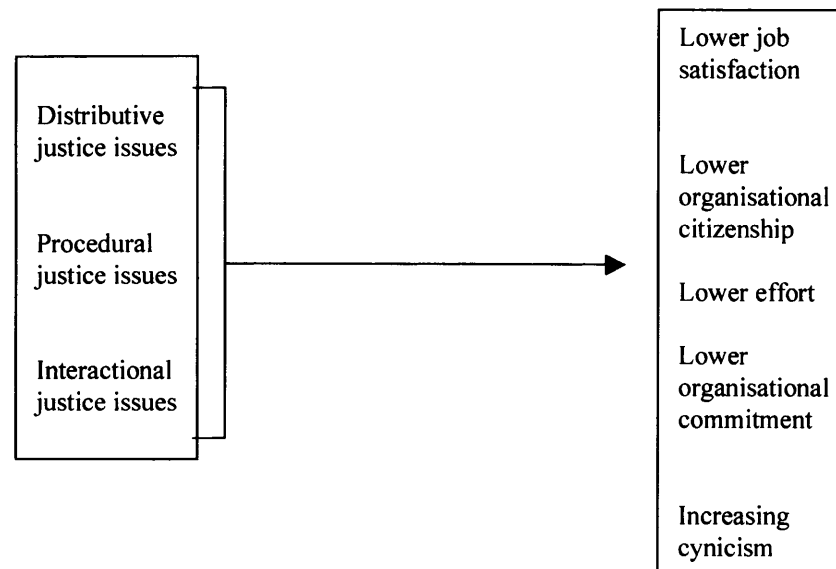 Distributive
justice issues
Procedural
justice issues
Interactional
justice issues
Lower job
satisfaction
Lower
organisational
citizenship
Lower effort
Lower
organisational
commitment
Increasing
cynicism